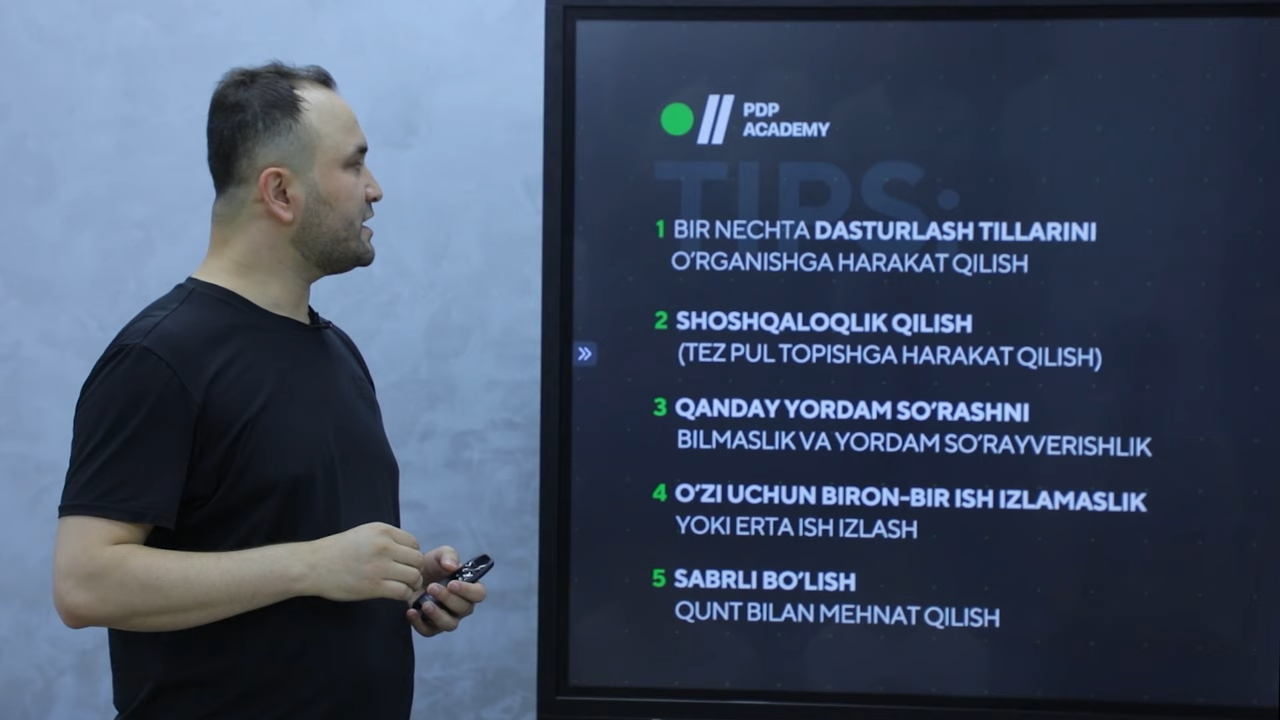 PDP
ACADEMY
TIPS:
1 BIR NECHTA DASTURLASH TILLARINI
O'RGANISHGA HARAKAT QILISH
2 SHOSHQALOQLIK QILISH
(TEZ PUL TOPISHGA HARAKAT QILISH)
3 QANDAY YORDAM SO'RASHNI
BILMASLIK VA YORDAM SO'RAYVERISHLIK
4 O'ZI UCHUN BIRON-BIR ISH IZLAMASLIK
YOKI ERTA ISH IZLASH
5 SABRLI BO'LISH
QUNT BILAN MEHNAT QILISH